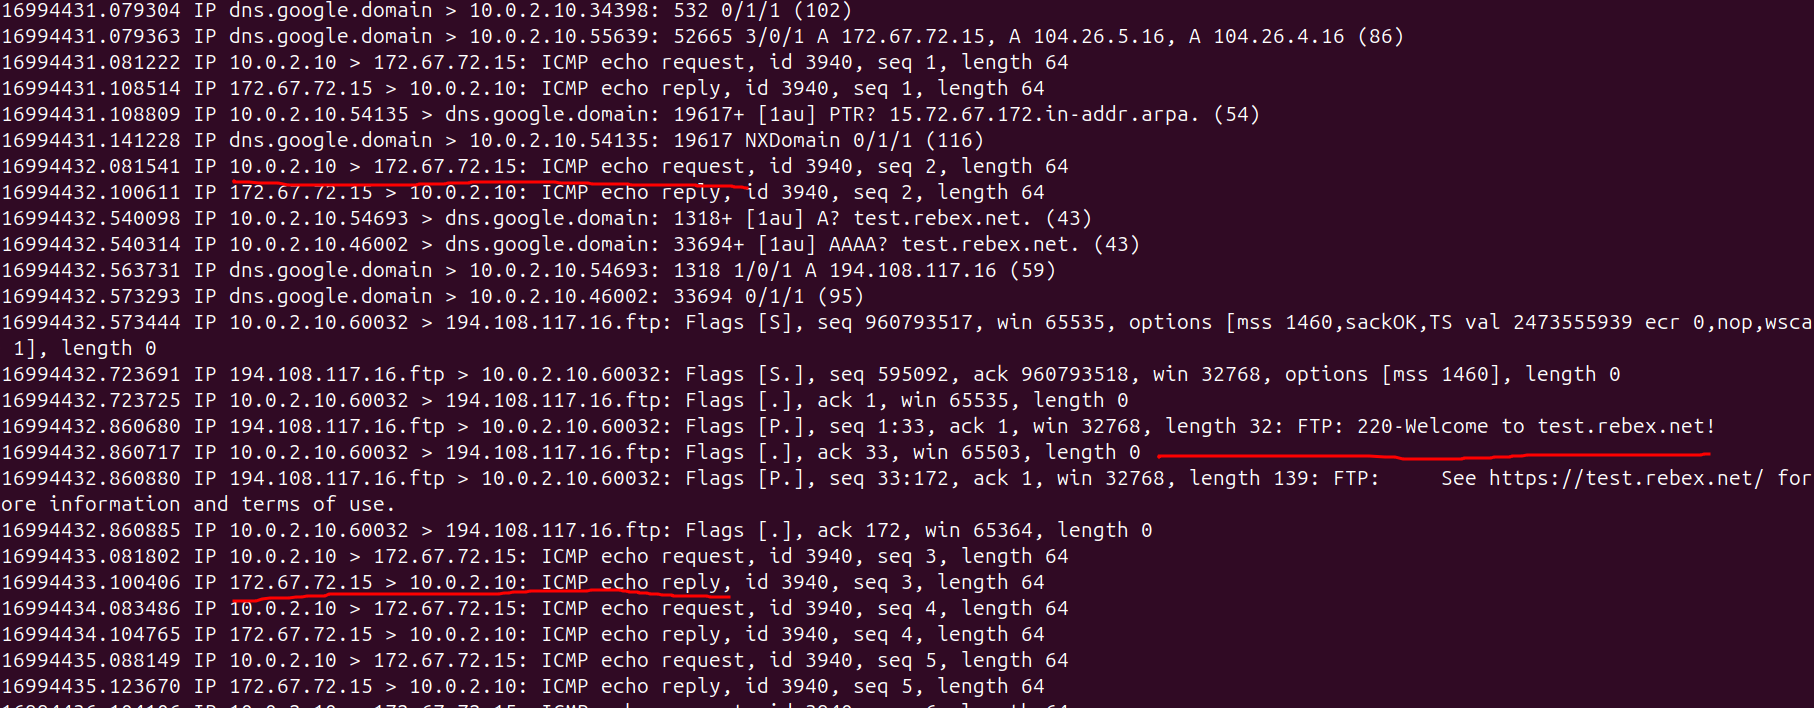 16994431.079304 IP dns.google.domain > 10.0.2.10.34398: 532 0/1/1 (102)
16994431.079363 IP dns.google.domain > 10.0.2.10.55639: 52665 3/0/1 A 172.67.72.15, A 104.26.5.16, A 104.26.4.16 (86)
16994431.081222 IP 10.0.2.10 > 172.67.72.15: ICMP echo request, id 3940, seq 1, length 64
16994431.108514 IP 172.67.72.15 > 10.0.2.10: ICMP echo reply, id 3940, seq 1, length 64
16994431.108809 IP 10.0.2.10.54135 > dns.google.domain: 19617+ [1au] PTR? 15.72.67.172.in-addr.arpa. (54)
16994431.141228 IP dns.google.domain > 10.0.2.10.54135: 19617 NXDomain 0/1/1 (116)
16994432.081541 IP 10.0.2.10 > 172.67.72.15: ICMP echo request, id 3940, seq 2, length 64
16994432.100611 IP 172.67.72.15 > 10.0.2.10: ICMP echo reply, id 3940, seq 2, length 64
16994432.540098 IP 10.0.2.10.54693 > dns.google.domain: 1318+ [1au] A? test.rebex.net. (43)
16994432.540314 IP 10.0.2.10.46002 > dns.google.domain: 33694+ [1au] AAAA? test.rebex.net. (43)
16994432.563731 IP dns.google.domain > 10.0.2.10.54693: 1318 1/0/1 A 194.108.117.16 (59)
16994432.573293 IP dns.google.domain > 10.0.2.10.46002: 33694 0/1/1 (95)
16994432.573444 IP 10.0.2.10.60032 > 194.108.117.16.ftp: Flags [S], seq 960793517, win 65535, options [mss 1460,sackOK,TS val 2473555939 ecr 0,nop,wsca
1], length 0
16994432.723691 IP 194.108.117.16.ftp > 10.0.2.10.60032: Flags [S.], seq 595092, ack 960793518, win 32768, options [mss 1460], length 0
16994432.723725 IP 10.0.2.10.60032 > 194.108.117.16.ftp: Flags [.], ack 1, win 65535, length 0
16994432.860680 IP 194.108.117.16.ftp > 10.0.2.10.60032: Flags [P.], seq 1:33, ack 1, win 32768, length 32: FTP: 220-Welcome to test.rebex.net!
16994432.860717 IP 10.0.2.10.60032 > 194.108.117.16.ftp: Flags [.], ack 33, win 65503, length 0
16994432.860880 IP 194.108.117.16.ftp > 10.0.2.10.60032: Flags [P.], seq 33:172, ack 1, win 32768, length 139: FTP:     See https://test.rebex.net/ for
ore information and terms of use.
16994432.860885 IP 10.0.2.10.60032 > 194.108.117.16.ftp: Flags [.], ack 172, win 65364, length 0
16994433.081802 IP 10.0.2.10 > 172.67.72.15: ICMP echo request, id 3940, seq 3, length 64
16994433.100406 IP 172.67.72.15 > 10.0.2.10: ICMP echo reply, id 3940, seq 3, length 64
16994434.083486 IP 10.0.2.10 > 172.67.72.15: ICMP echo request, id 3940, seq 4, length 64
16994434.104765 IP 172.67.72.15 > 10.0.2.10: ICMP echo reply, id 3940, seq 4, length 64
16994435.088149 IP 10.0.2.10 > 172.67.72.15: ICMP echo request, id 3940, seq 5, length 64
16994435.123670 IP 172.67.72.15 > 10.0.2.10: ICMP echo reply, id 3940, seq 5, length 64